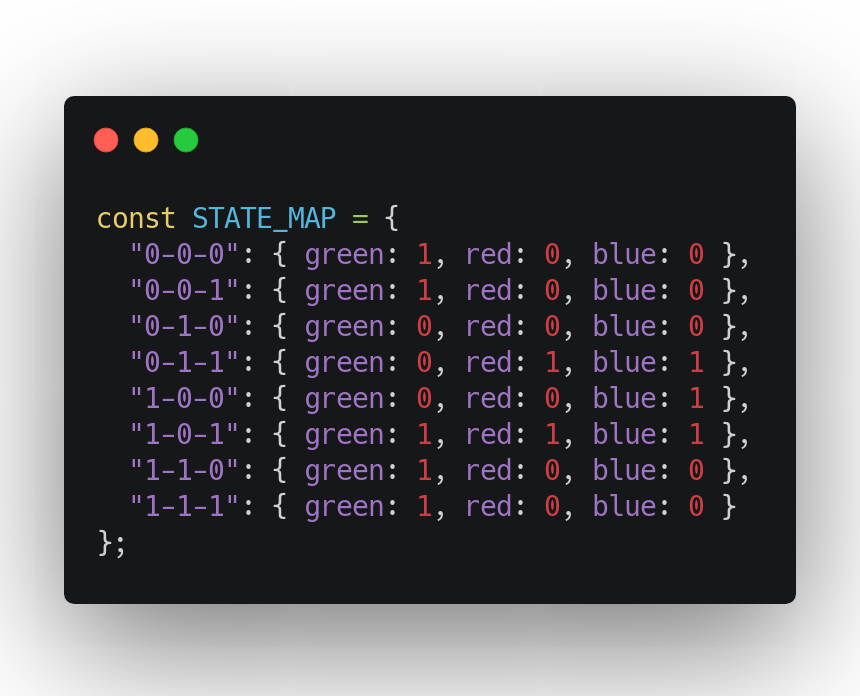 const STATE_MAP = {
  "0-0-0": { green: 1, red: 0, blue: 0 },
  "0-0-1": { green: 1, red: 0, blue: 0 },
  "0-1-0": { green: 0, red: 0, blue: 0 },
  "0-1-1": { green: 0, red: 1, blue: 1 },
  "1-0-0": { green: 0, red: 0, blue: 1 },
  "1-0-1": { green: 1, red: 1, blue: 1 },
  "1-1-0": { green: 1, red: 0, blue: 0 },
  "1-1-1": { green: 1, red: 0, blue: 0 }
};